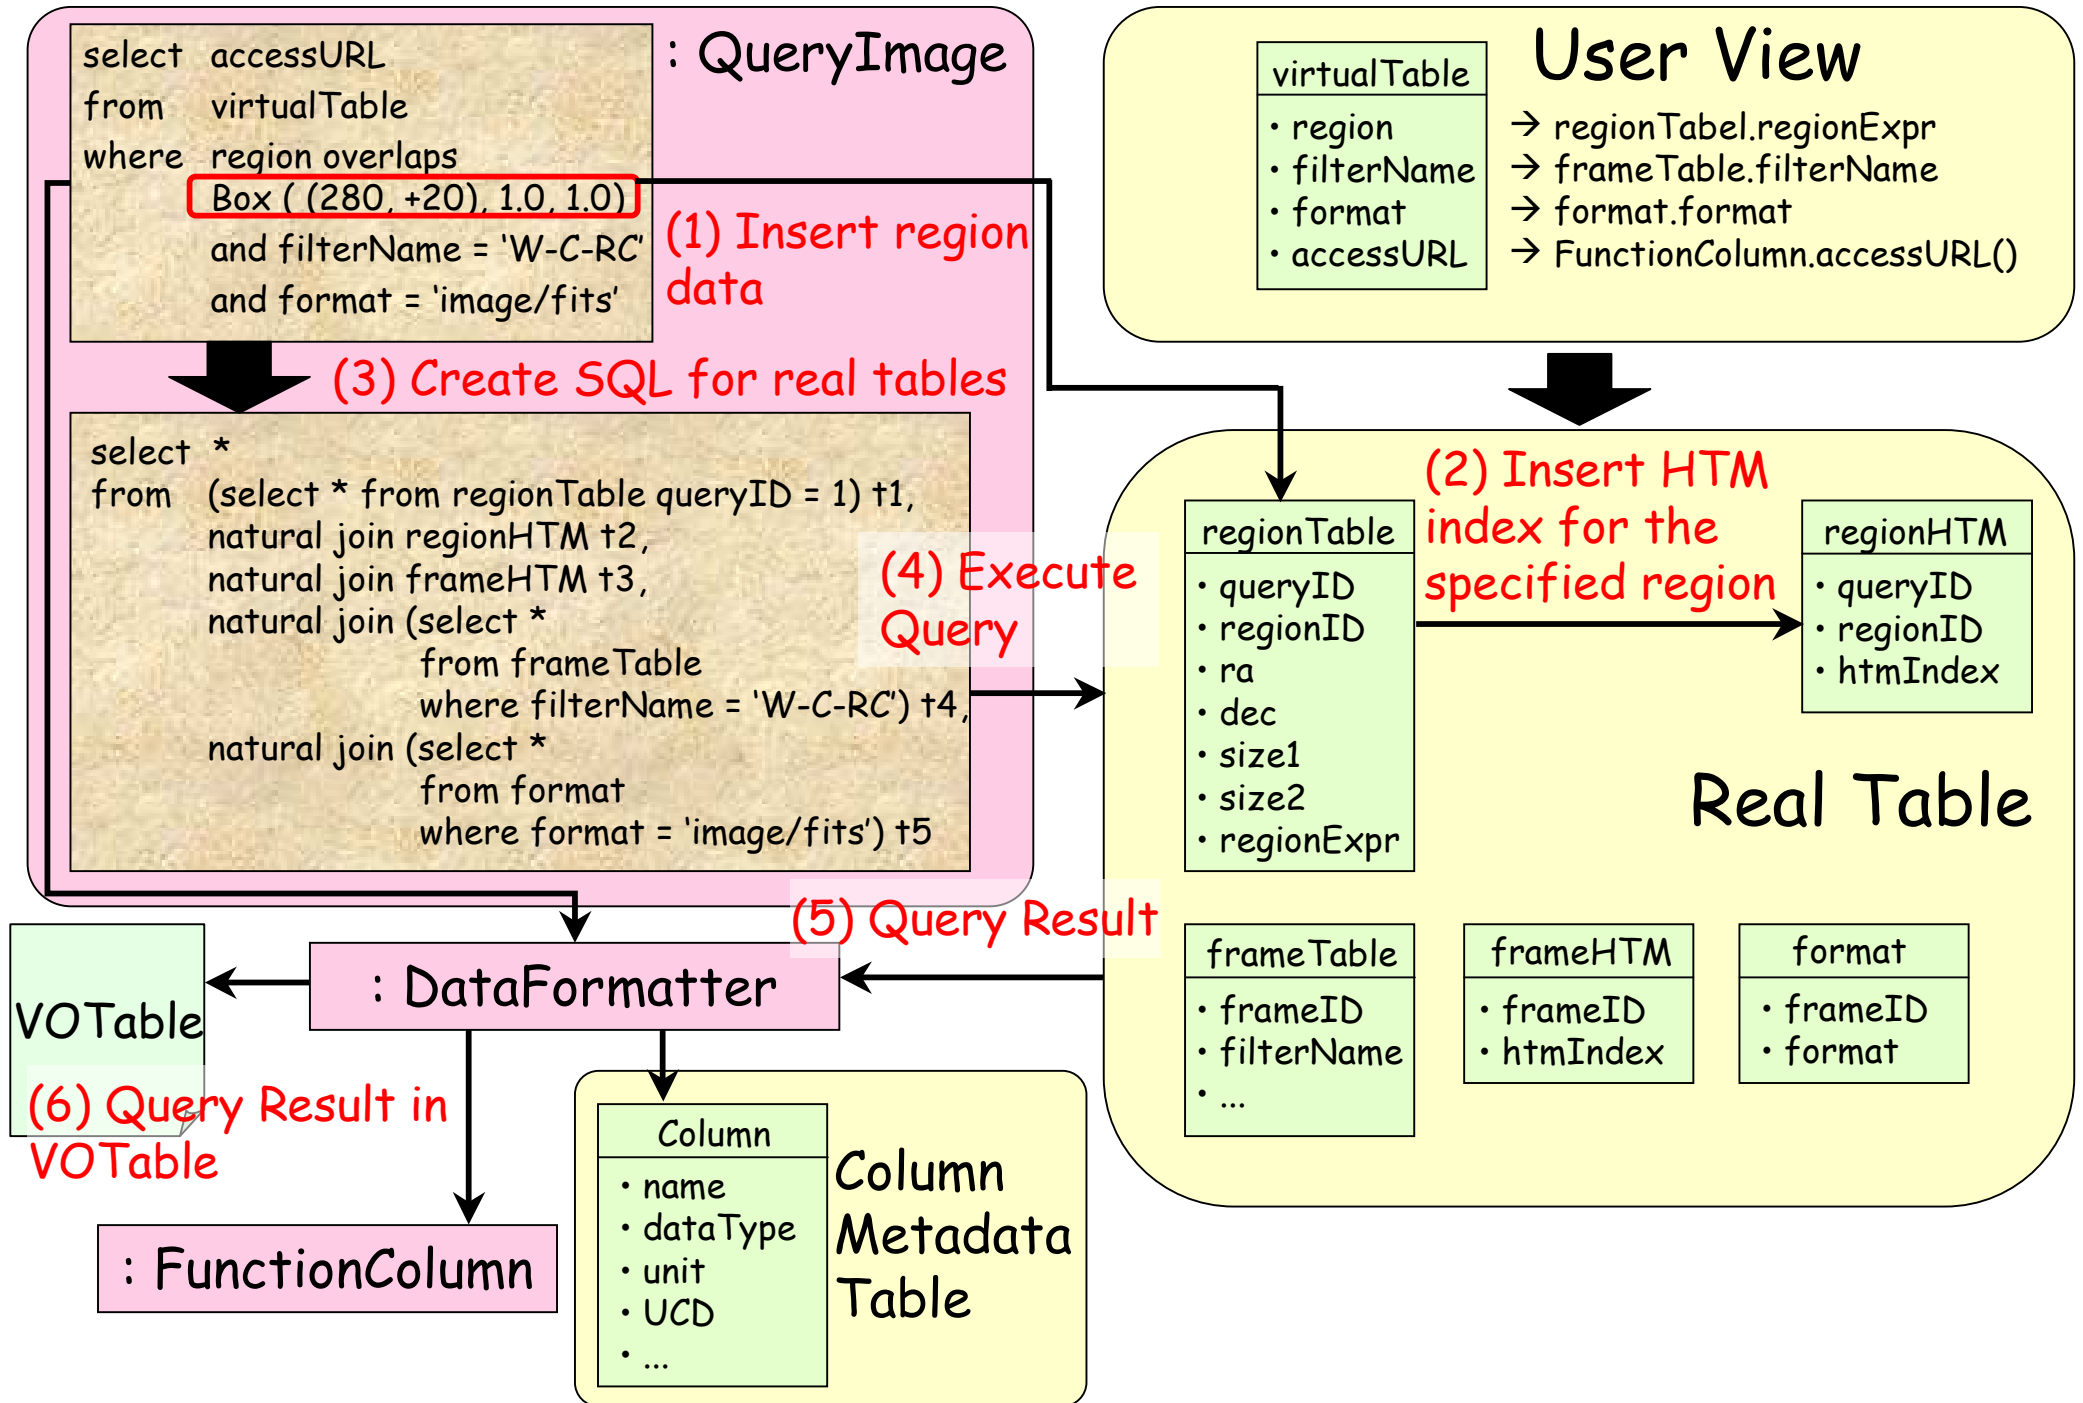 : QueryImage
select accessURL
from virtualTable
where region overlaps
Box ( (280, +20), 1.0, 1.0)
and filterName = ‘W-C-RC’
and format = ‘image/fits’
(1) Insert region
data
(3) Create SQL for real tables
select *
from (select * from regionTable queryID = 1) t1,
natural join regionHTM t2,
natural join frameHTM t3,
natural join (select *
from frameTable
where filterName = ‘W-C-RC’) t4,
natural join (select *
from format
where format = ‘image/fits’) t5
(4) Execute
Query
User View
virtualTable
・region → regionTabel.regionExpr
・filterName → frameTable.filterName
・format → format.format
・accessURL → FunctionColumn.accessURL()
(2) Insert HTM
index for the
specified region
regionTable
・queryID
・regionID
・ra
・dec
・size1
・size2
・regionExpr
regionHTM
・queryID
・regionID
・htmIndex
Real Table
frameTable
・frameID
・filterName
・...
frameHTM
・frameID
・htmIndex
format
・frameID
・format
(5) Query Result
: DataFormatter
VOTable
(6) Query Result in
VOTable
: FunctionColumn
Column
・name
・dataType
・unit
・UCD
・...
Column
Metadata
Table